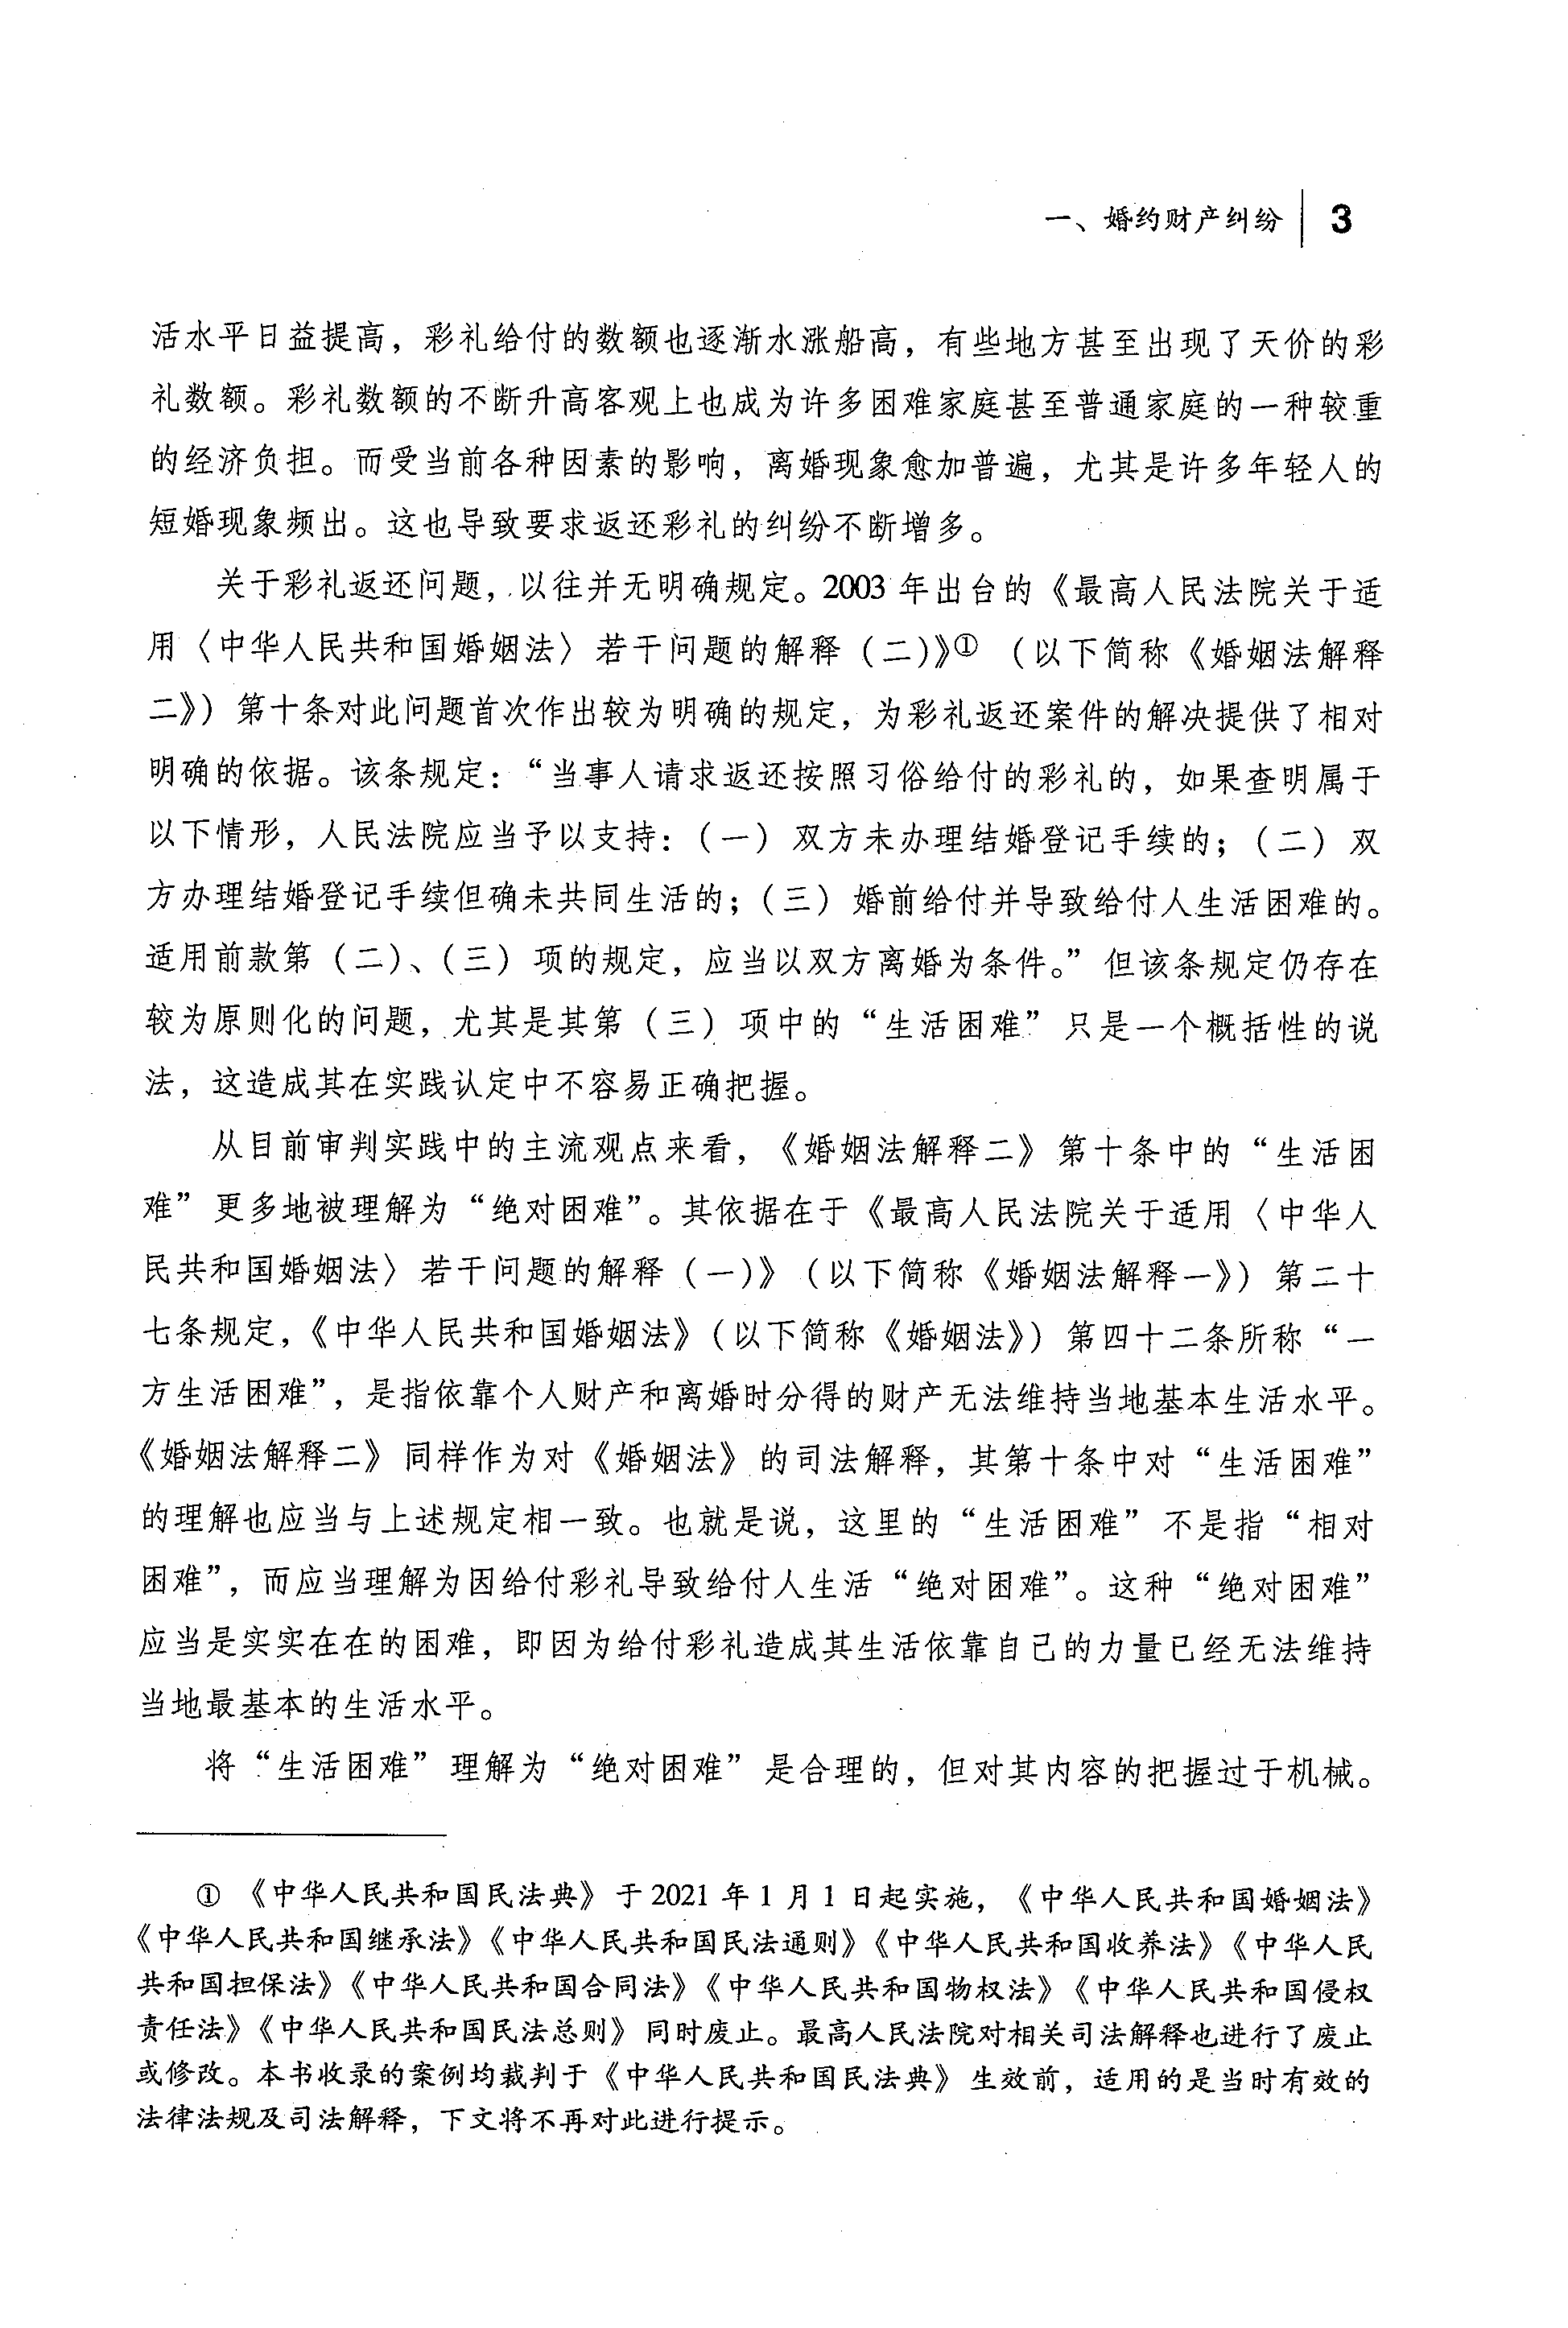 一、婚约财产纠纷 3
活水平日益提高，彩礼给付的数额也逐渐水涨船高，有些地方甚至出现了天价的彩
礼数额。彩礼数额的不断升高客观上也成为许多困难家庭甚至普通家庭的一种较重
的经济负担。而受当前各种因素的影响，离婚现象愈加普遍，尤其是许多年轻人的
短婚现象频出。这也导致要求返还彩礼的纠纷不断增多。
关于彩礼返还问题，以往并无明确规定。2003 年出台的《最高人民法院关于适
用〈中华人民共和国婚姻法〉若干问题的解释（二）》①（以下简称《婚姻法解释
二》）第十条对此问题首次作出较为明确的规定，为彩礼返还案件的解决提供了相对
明确的依据。该条规定：“当事人请求返还按照习俗给付的彩礼的，如果查明属于
以下情形，人民法院应当予以支持：（一）双方未办理结婚登记手续的；（二）双
方办理结婚登记手续但确未共同生活的；（三）婚前给付并导致给付人生活困难的。
适用前款第（二）、（三）项的规定，应当以双方离婚为条件。”但该条规定仍存在
较为原则化的问题，尤其是其第（三）项中的“生活困难”只是一个概括性的说
法，这造成其在实践认定中不容易正确把握。
从目前审判实践中的主流观点来看，《婚姻法解释二》第十条中的“生活困
难”更多地被理解为“绝对困难”。其依据在于《最高人民法院关于适用〈中华人
民共和国婚姻法〉若干问题的解释（一）》（以下简称《婚姻法解释一》）第二十
七条规定，《中华人民共和国婚姻法》（以下简称《婚姻法》）第四十二条所称“一
方生活困难”，是指依靠个人财产和离婚时分得的财产无法维持当地基本生活水平。
《婚姻法解释二》同样作为对《婚姻法》的司法解释，其第十条中对“生活困难”
的理解也应当与上述规定相一致。也就是说，这里的“生活困难”不是指“相对
困难”，而应当理解为因给付彩礼导致给付人生活“绝对困难”。这种“绝对困难”
应当是实实在在的困难，即因为给付彩礼造成其生活依靠自己的力量已经无法维持
当地最基本的生活水平。
将“生活困难”理解为“绝对困难”是合理的，但对其内容的把握过于机械。
① 《中华人民共和国民法典》于 2021 年 1 月 1 日起实施，《中华人民共和国婚姻法》
《中华人民共和国继承法》《中华人民共和国民法通则》《中华人民共和国收养法》《中华人民
共和国担保法》《中华人民共和国合同法》《中华人民共和国物权法》《中华人民共和国侵权
责任法》《中华人民共和国民法总则》同时废止。最高人民法院对相关司法解释也进行了废止
或修改。本书收录的案例均裁判于《中华人民共和国民法典》生效前，适用的是当时有效的
法律法规及司法解释，下文将不再对此进行提示。